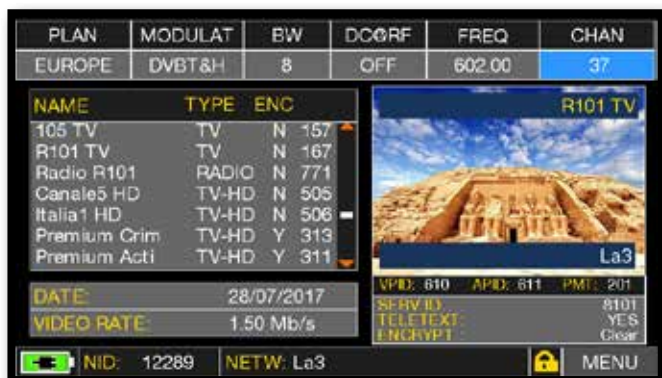 PLAN MODULAT BW DC@RF FREQ CHAN
EUROPE DVBT&H 8 OFF 602.00 37
NAME TYPE ENC
105 TV TV N 157
R101 TV TV N 167
Radio R101 RADIO N 771
Canale5 HD TV-HD N 505
Italia1 HD TV-HD N 506
Premium Crim TV-HD Y 313
Premium Acti TV-HD Y 311
DATE: 28/07/2017
VIDEO RATE: 1.50 Mb/s
R101 TV
La3
VPID: 610 APID: 611 PMT: 201
SERV ID: 8101
TELETEXT: YES
ENCRYPT: Clear
NID: 12289 NETW: La3 MENU